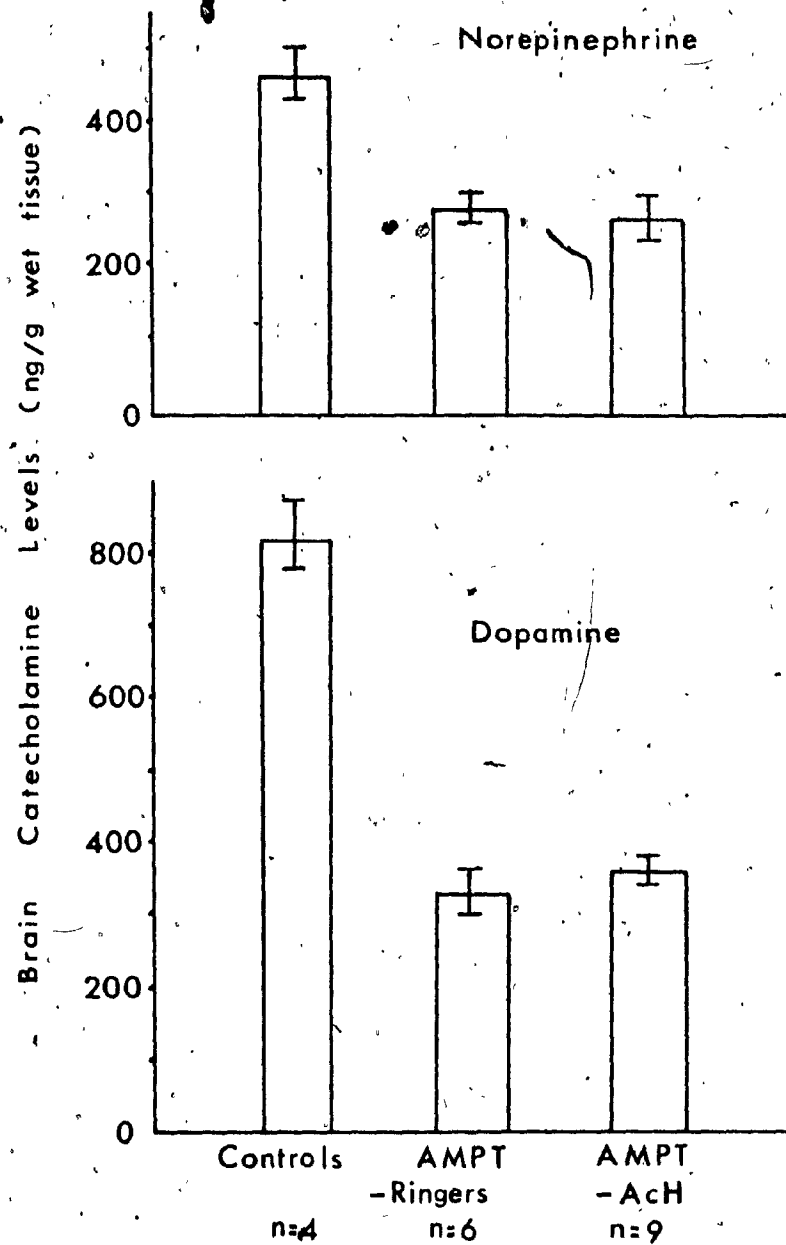 Norepinephrine
400
200
0
Brain Catecholamine Levels (ng/g wet tissue)
800
600
400
200
0
Dopamine
Controls AMPT AMPT
-Ringers -AcH
n=4 n=6 n=9